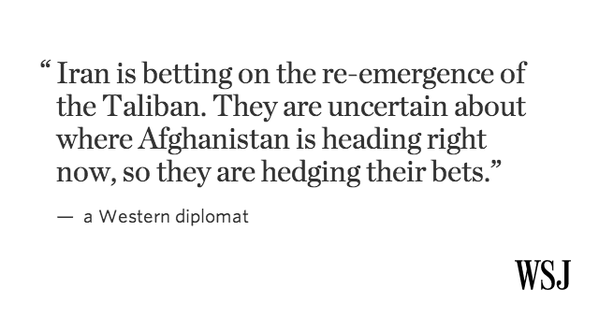 “ Iran is betting on the re-emergence of
the Taliban. They are uncertain about
where Afghanistan is heading right
now, so they are hedging their bets.”
— a Western diplomat
WSJ